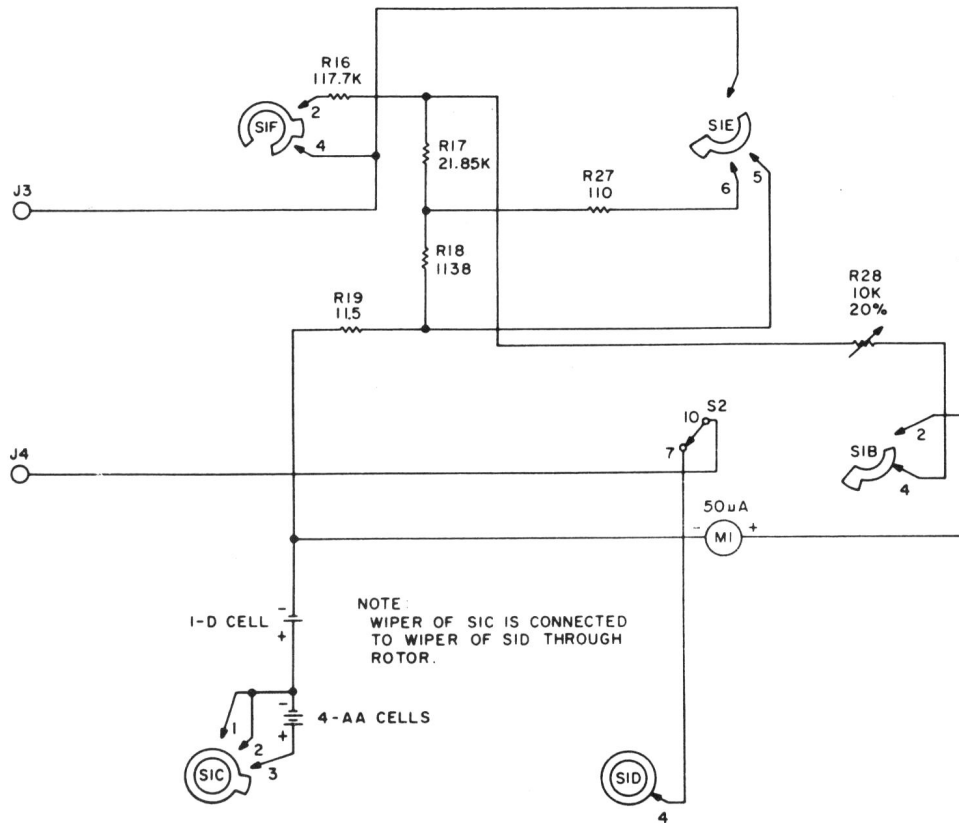 R16
117.7K
2
S1F
4
R17
21.85K
S1E
5
6
R27
110
J3
R18
1138
R19
11.5
R28
10K
20%
10
S2
7
2
S1B
4
J4
50µA
-
M1
+
1-D CELL
-
+
NOTE:
WIPER OF S1C IS CONNECTED
TO WIPER OF S1D THROUGH
ROTOR.
-
4-AA CELLS
+
1
2
3
S1C
S1D
4